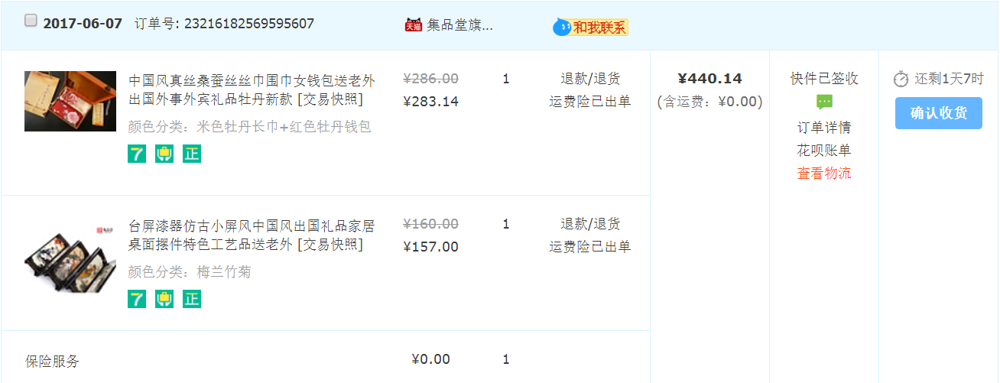 2017-06-07 订单号: 23216182569595607 天猫 集品堂旗... 和我联系
中国风真丝桑蚕丝丝巾围巾女钱包送老外 ¥286.00 1 退款/退货 ¥440.14 快件已签收 还剩1天7时
出国外事外宾礼品牡丹新款 [交易快照] ¥283.14 运费险已出单 (含运费：¥0.00) 确认收货
颜色分类：米色牡丹长巾+红色牡丹钱包 订单详情
7 正 花呗账单
查看物流
台屏漆器仿古小屏风中国风出国礼品家居 ¥160.00 1 退款/退货
桌面摆件特色工艺品送老外 [交易快照] ¥157.00 运费险已出单
颜色分类：梅兰竹菊
7 正
保险服务 ¥0.00 1